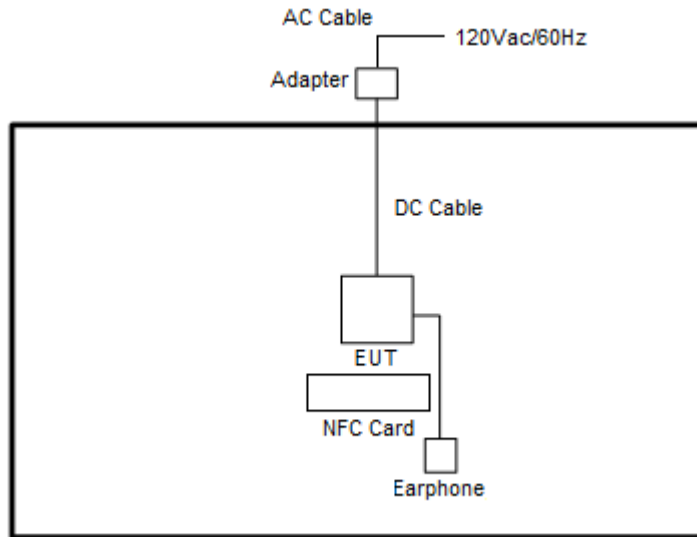 AC Cable
120Vac/60Hz
Adapter
DC Cable
EUT
NFC Card
Earphone